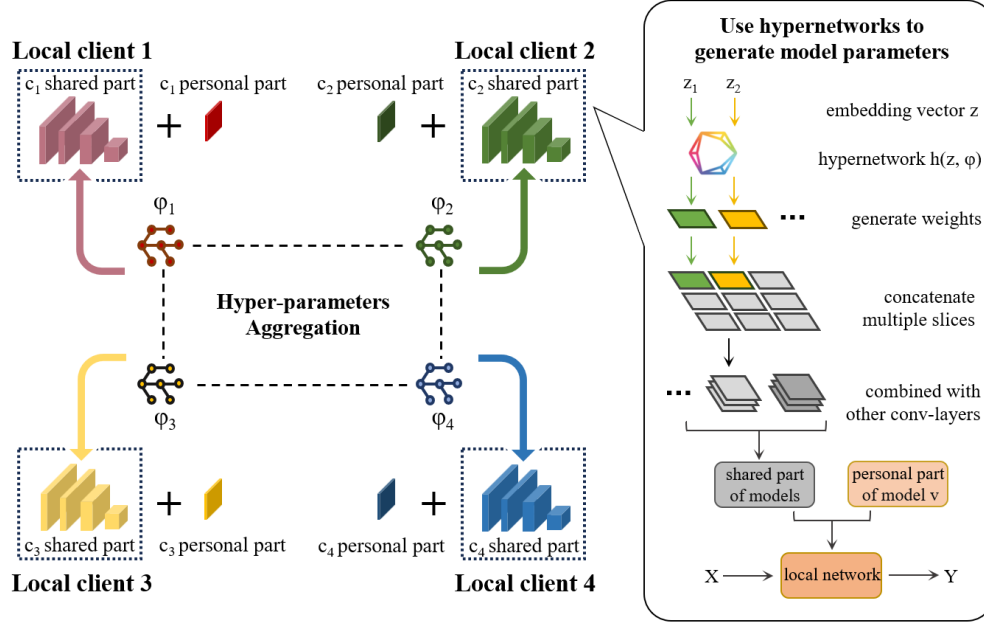 Local client 1
c₁ shared part
c₁ personal part
Local client 2
c₂ personal part
c₂ shared part
φ₁
φ₂
Hyper-parameters
Aggregation
φ₃
φ₄
c₃ shared part
c₃ personal part
Local client 3
c₄ personal part
c₄ shared part
Local client 4
Use hypernetworks to
generate model parameters
z₁
z₂
embedding vector z
hypernetwork h(z, φ)
generate weights
...
concatenate
multiple slices
...
combined with
other conv-layers
shared part
of models
personal part
of model v
X
local network
Y